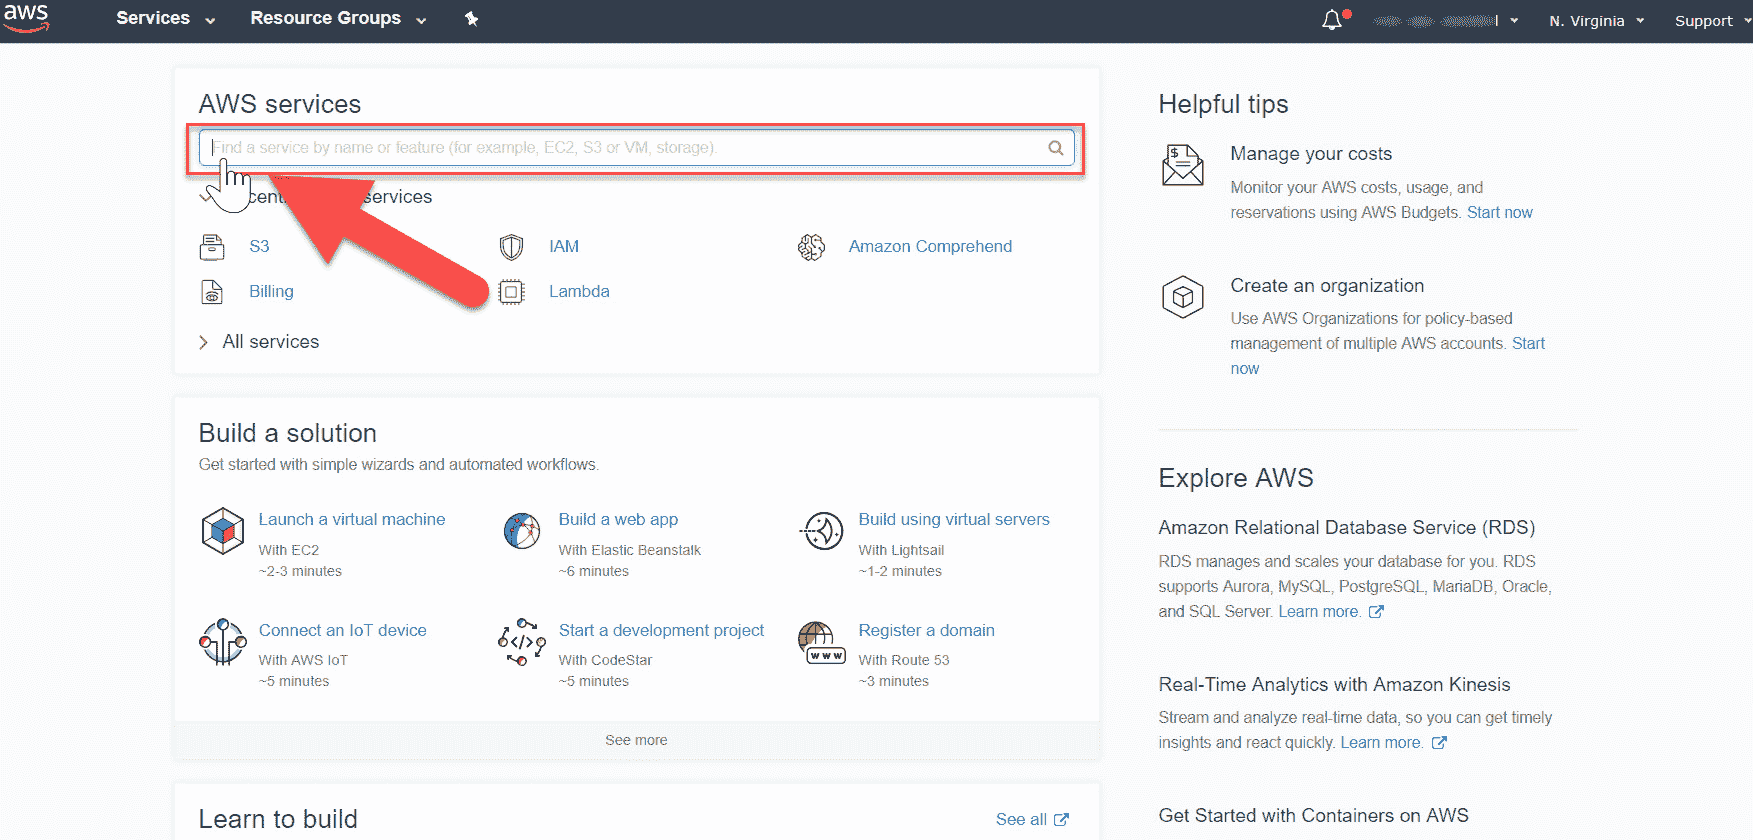 aws
Services
Resource Groups
N. Virginia
Support
AWS services
Find a service by name or feature (for example, EC2, S3 or VM, storage).
services
S3
IAM
Amazon Comprehend
Billing
Lambda
All services
Build a solution
Get started with simple wizards and automated workflows.
Launch a virtual machine
With EC2
~2-3 minutes
Build a web app
With Elastic Beanstalk
~6 minutes
Build using virtual servers
With Lightsail
~1-2 minutes
Connect an IoT device
With AWS IoT
~5 minutes
Start a development project
With CodeStar
~5 minutes
Register a domain
With Route 53
~3 minutes
www
See more
Learn to build
See all
Helpful tips
Manage your costs
Monitor your AWS costs, usage, and
reservations using AWS Budgets. Start now
Create an organization
Use AWS Organizations for policy-based
management of multiple AWS accounts. Start
now
Explore AWS
Amazon Relational Database Service (RDS)
RDS manages and scales your database for you. RDS
supports Aurora, MySQL, PostgreSQL, MariaDB, Oracle,
and SQL Server. Learn more.
Real-Time Analytics with Amazon Kinesis
Stream and analyze real-time data, so you can get timely
insights and react quickly. Learn more.
Get Started with Containers on AWS